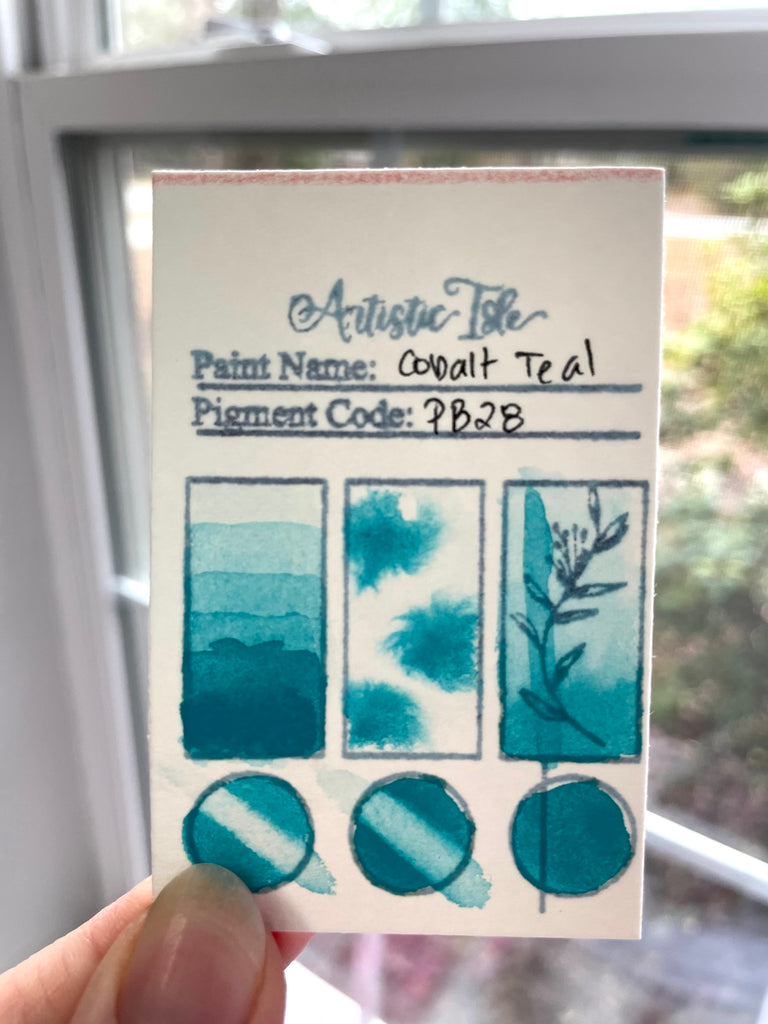 Artistic Isle
Paint Name: Cobalt Teal
Pigment Code: PB28